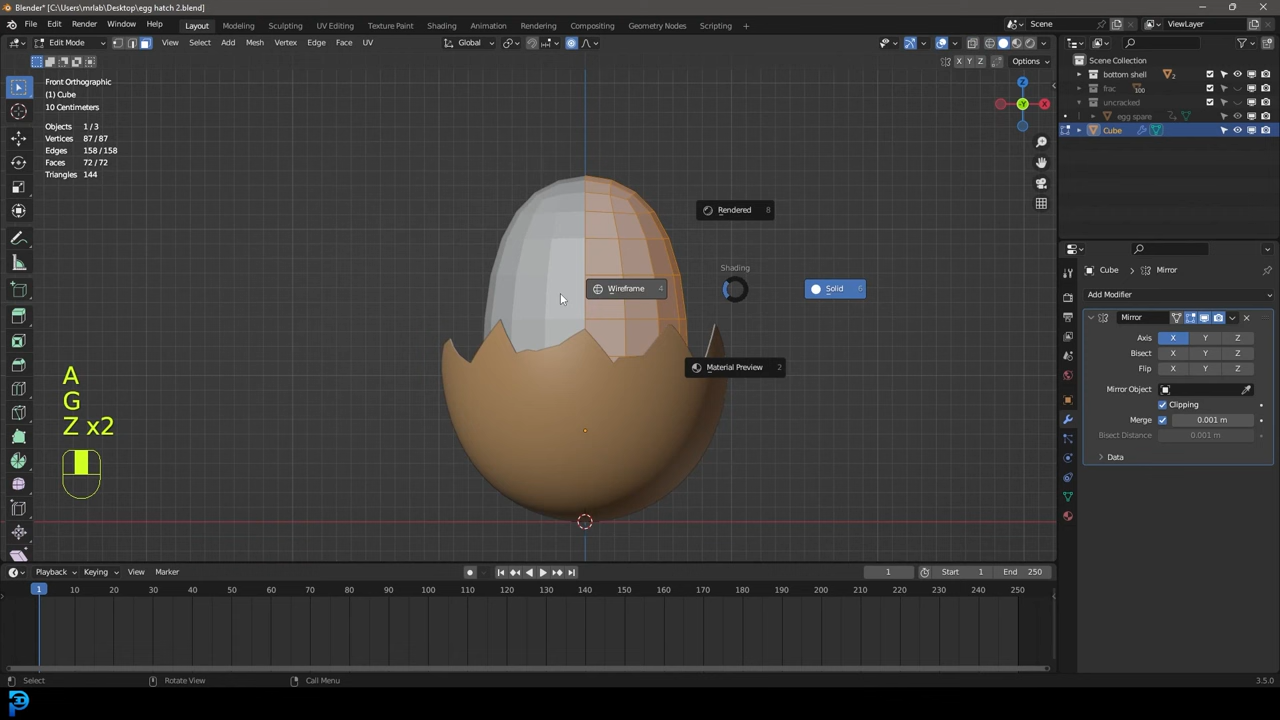 Blender* [C:\Users\mrlab\Desktop\egg hatch 2.blend]
File Edit Render Window Help Layout Modeling Sculpting UV Editing Texture Paint Shading Animation Rendering Compositing Geometry Nodes Scripting + Scene ViewLayer
Edit Mode View Select Add Mesh Vertex Edge Face UV Global
X Y Z Options
Front Orthographic
(1) Cube
10 Centimeters
Objects 1/3
Vertices 87/87
Edges 158/158
Faces 72/72
Triangles 144
Z
Y
X
Rendered 8
Shading
Wireframe 4
Solid 6
Material Preview 2
A
G
Z x2
Scene Collection
bottom shell 2
frac 100
uncracked
egg spare
Cube
Cube Mirror
Add Modifier
Mirror
Axis X Y Z
Bisect X Y Z
Flip X Y Z
Mirror Object
Clipping
Merge 0.001 m
Bisect Distance 0.001 m
Data
Playback Keying View Marker 1 Start 1 End 250
1 10 20 30 40 50 60 70 80 90 100 110 120 130 140 150 160 170 180 190 200 210 220 230 240 250
Select Rotate View Call Menu 3.5.0